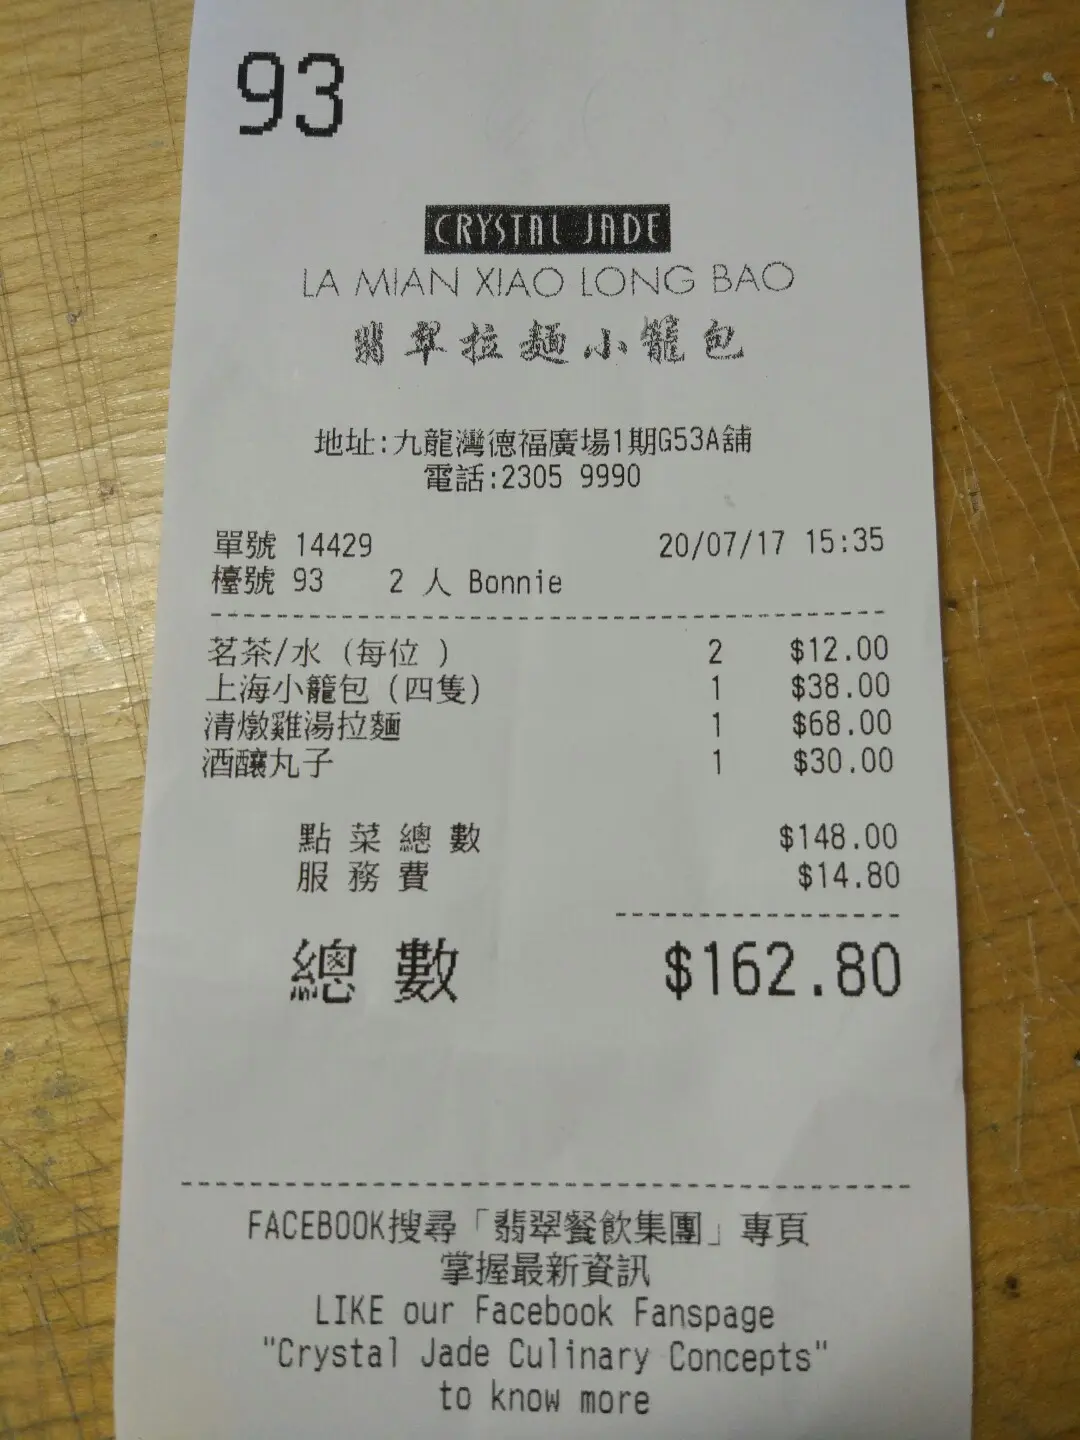 93
CRYSTAL JADE
LA MIAN XIAO LONG BAO
翡翠拉麵小籠包
地址:九龍灣德福廣場1期G53A舖
電話:2305 9990
單號 14429 20/07/17 15:35
檯號 93 2 人 Bonnie
茗茶/水 (每位 ) 2 $12.00
上海小籠包 (四隻) 1 $38.00
清燉雞湯拉麵 1 $68.00
酒釀丸子 1 $30.00
點 菜 總 數 $148.00
服 務 費 $14.80
總 數 $162.80
FACEBOOK搜尋「翡翠餐飲集團」專頁
掌握最新資訊
LIKE our Facebook Fanspage
"Crystal Jade Culinary Concepts"
to know more